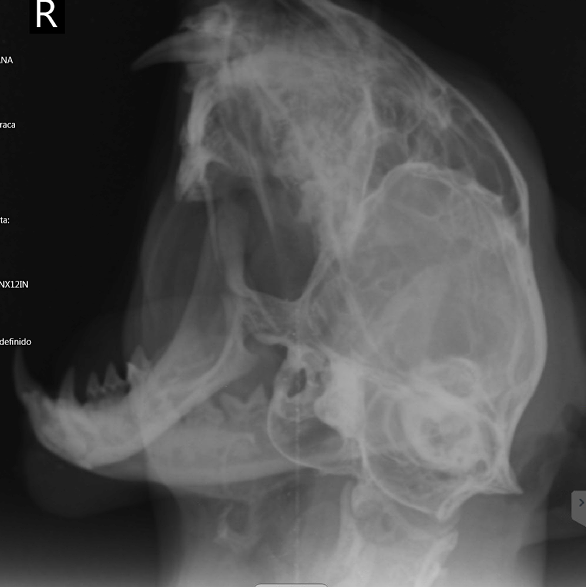 R
NA
raca
ta:
NX12IN
definido